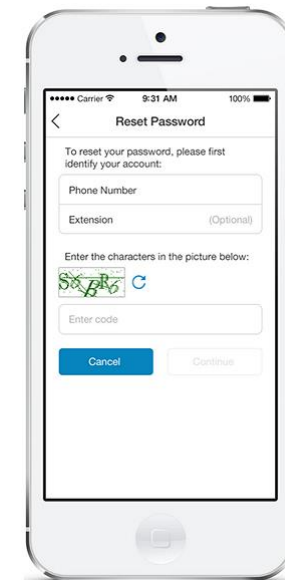 Carrier 9:31 AM 100%
Reset Password
To reset your password, please first
identify your account:
Phone Number
Extension (Optional)
Enter the characters in the picture below:
Enter code
Cancel Continue